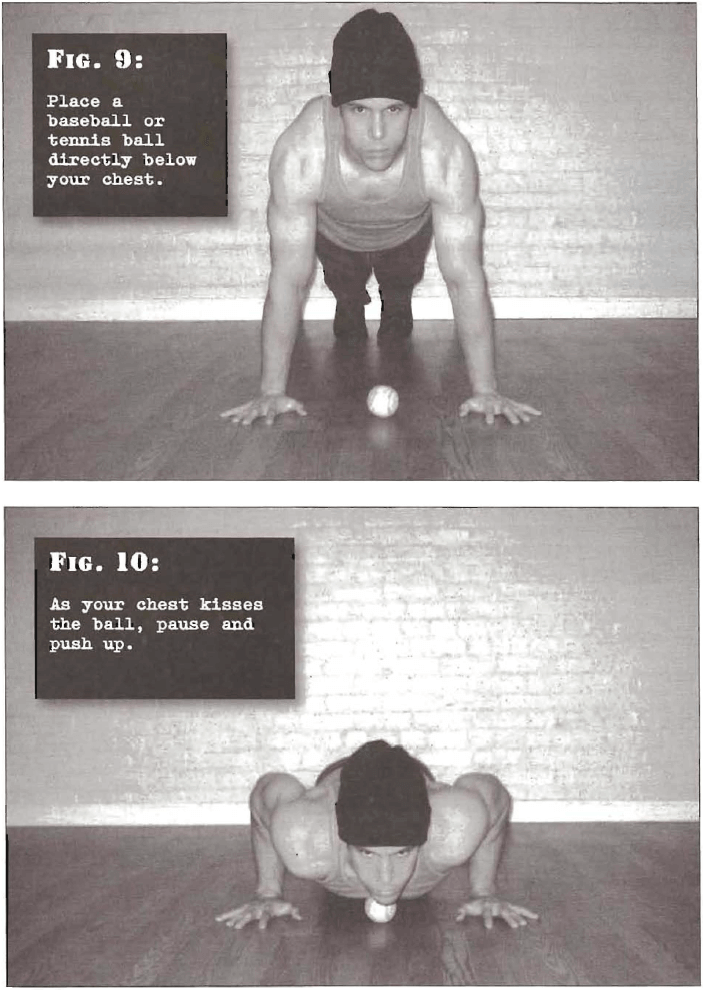 Fig. 9:
Place a
baseball or
tennis ball
directly below
your chest.
Fig. 10:
As your chest kisses
the ball, pause and
push up.